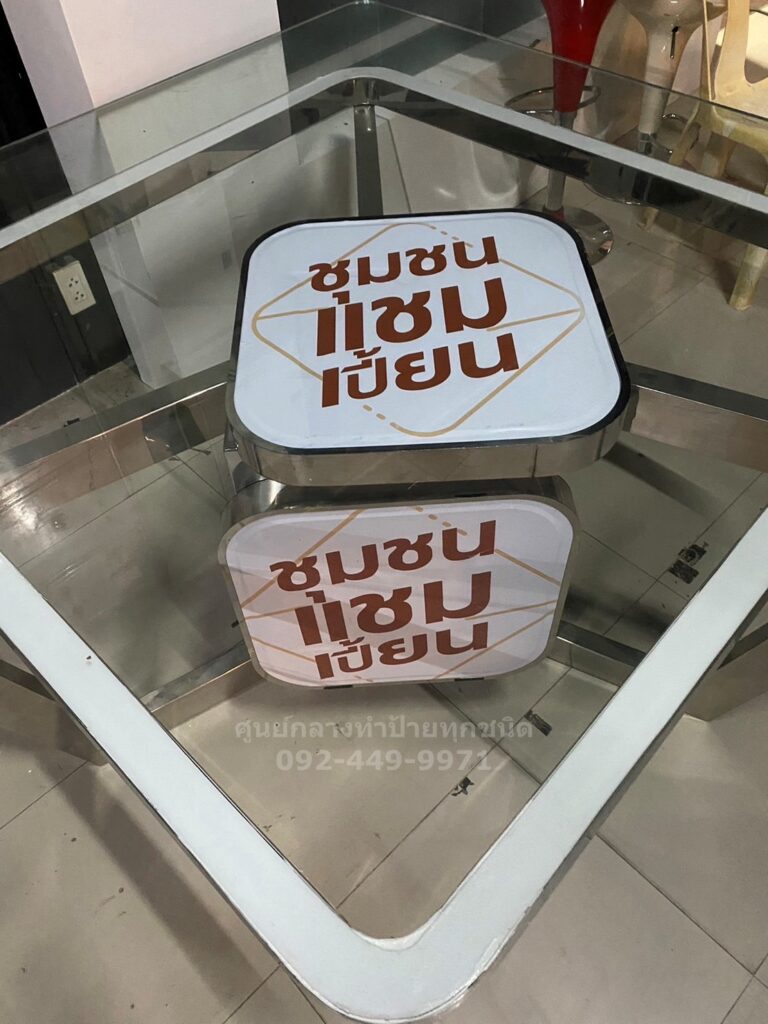 ชุมชน
แชม
เปี้ยน
ชุมชน
แชม
เปี้ยน
ศูนย์กลางทำป้ายทุกชนิด
092-449-9971